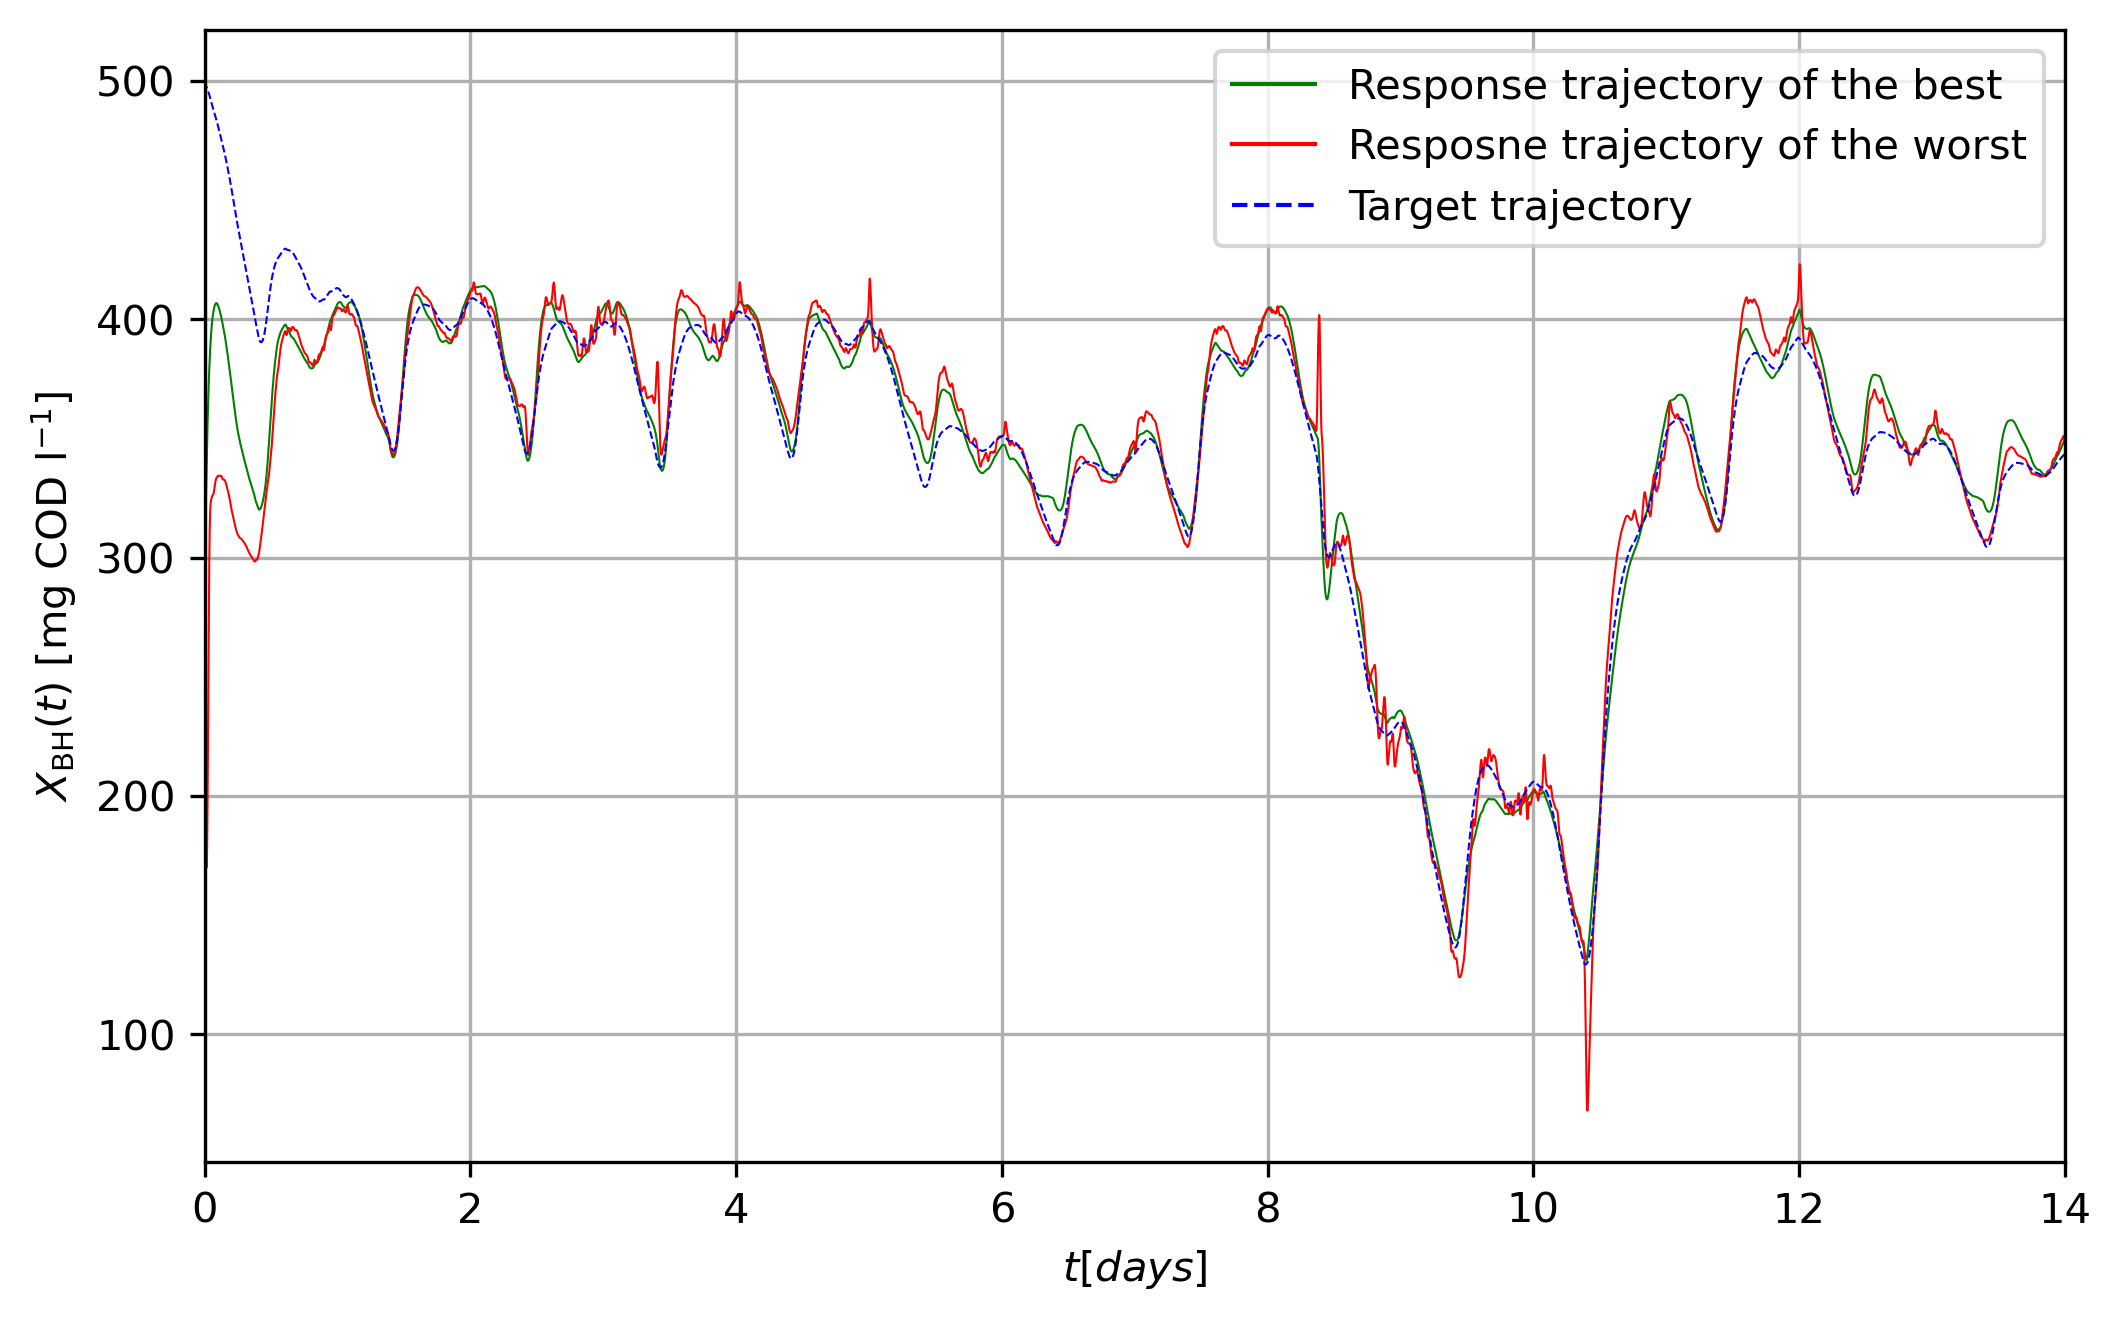 500
400
300
200
100
X_BH(t) [mg COD l⁻¹]
Response trajectory of the best
Resposne trajectory of the worst
Target trajectory
0 2 4 6 8 10 12 14
t[days]